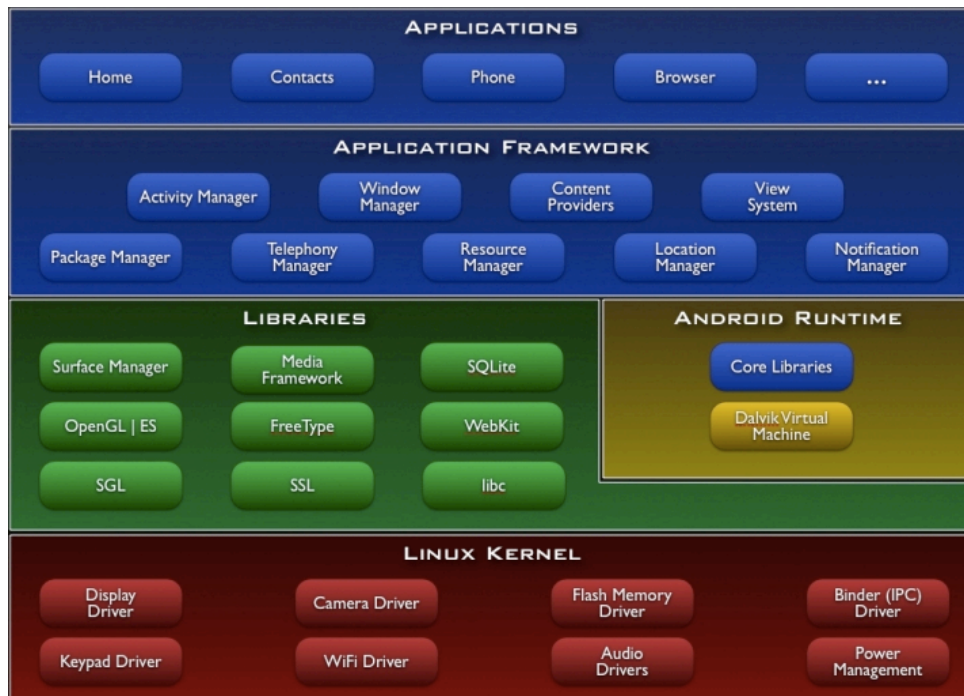 APPLICATIONS
Home
Contacts
Phone
Browser
...
APPLICATION FRAMEWORK
Activity Manager
Window
Manager
Content
Providers
View
System
Package Manager
Telephony
Manager
Resource
Manager
Location
Manager
Notification
Manager
LIBRARIES
Surface Manager
Media
Framework
SQLite
OpenGL | ES
FreeType
WebKit
SGL
SSL
libc
ANDROID RUNTIME
Core Libraries
Dalvik Virtual
Machine
LINUX KERNEL
Display
Driver
Camera Driver
Flash Memory
Driver
Binder (IPC)
Driver
Keypad Driver
WiFi Driver
Audio
Drivers
Power
Management